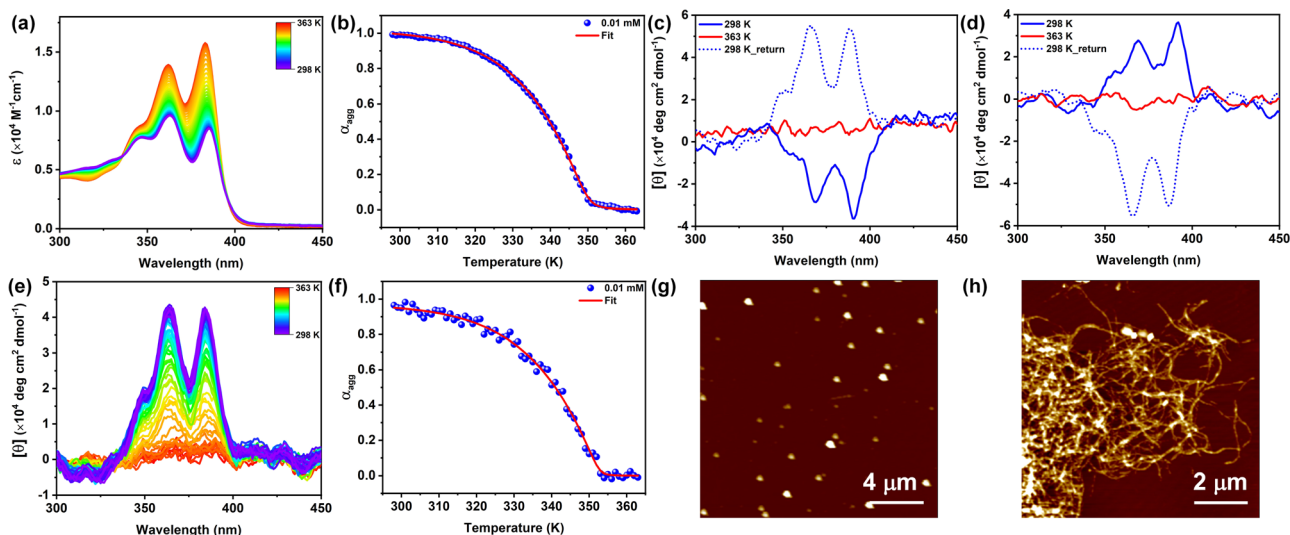 (a)
363 K
298 K
1.5
1.0
0.5
0.0
ε (×10⁴ M⁻¹cm⁻¹)
300 350 400 450
Wavelength (nm)
(b)
0.01 mM
Fit
1.0
0.8
0.6
0.4
0.2
0.0
αagg
300 310 320 330 340 350 360
Temperature (K)
(c)
298 K
363 K
298 K_return
6
4
2
0
-2
-4
[θ] (×10⁴ deg cm² dmol⁻¹)
300 350 400 450
Wavelength (nm)
(d)
298 K
363 K
298 K_return
6
4
2
0
-2
-4
-6
[θ] (×10⁴ deg cm² dmol⁻¹)
300 350 400 450
Wavelength (nm)
(e)
363 K
298 K
5
4
3
2
1
0
-1
[θ] (×10⁴ deg cm² dmol⁻¹)
300 350 400 450
Wavelength (nm)
(f)
0.01 mM
Fit
1.0
0.8
0.6
0.4
0.2
0.0
αagg
300 310 320 330 340 350 360
Temperature (K)
(g)
4 μm
(h)
2 μm